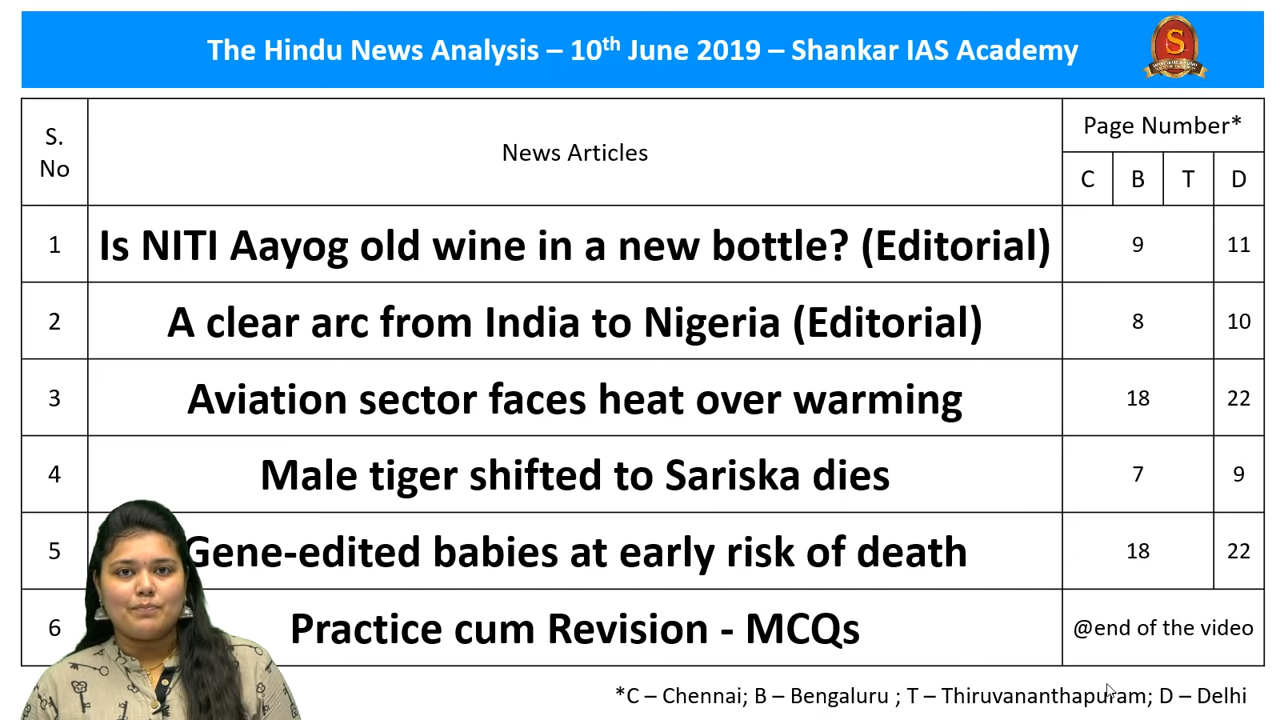 The Hindu News Analysis – 10th June 2019 – Shankar IAS Academy
S. No
News Articles
Page Number*
C B T D
1 Is NITI Aayog old wine in a new bottle? (Editorial) 9 11
2 A clear arc from India to Nigeria (Editorial) 8 10
3 Aviation sector faces heat over warming 18 22
4 Male tiger shifted to Sariska dies 7 9
5 Gene-edited babies at early risk of death 18 22
6 Practice cum Revision - MCQs @end of the video
*C – Chennai; B – Bengaluru ; T – Thiruvananthapuram; D – Delhi